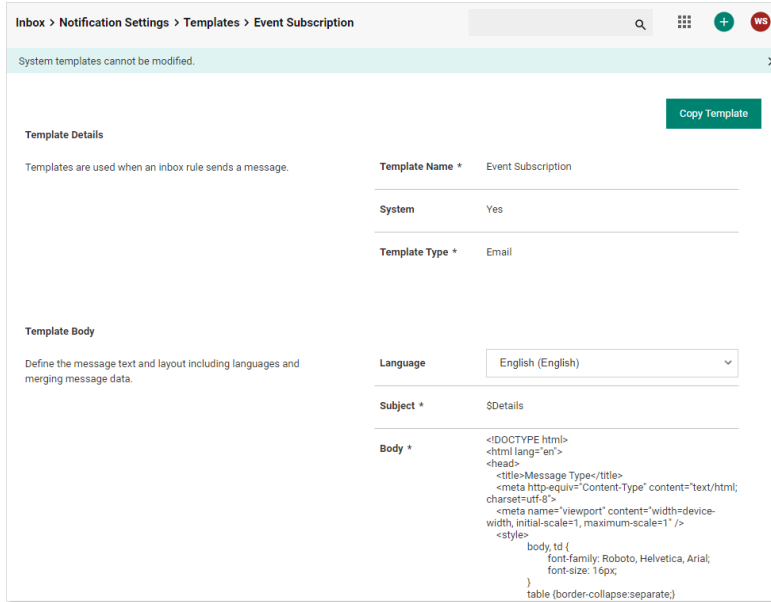 Inbox > Notification Settings > Templates > Event Subscription
WS
System templates cannot be modified.
Copy Template
Template Details
Templates are used when an inbox rule sends a message.
Template Name * Event Subscription
System Yes
Template Type * Email
Template Body
Define the message text and layout including languages and
merging message data.
Language English (English)
Subject * $Details
Body * <!DOCTYPE html>
<html lang="en">
<head>
<title>Message Type</title>
<meta http-equiv="Content-Type" content="text/html;
charset=utf-8">
<meta name="viewport" content="width=device-
width, initial-scale=1, maximum-scale=1" />
<style>
body, td {
font-family: Roboto, Helvetica, Arial;
font-size: 16px;
}
table {border-collapse:separate;}